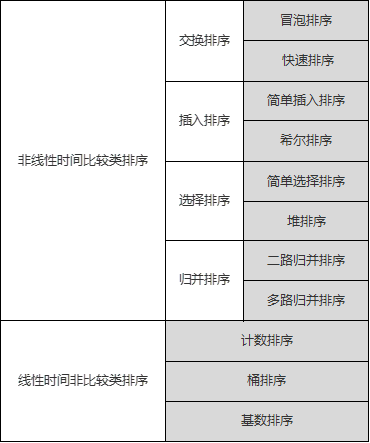 非线性时间比较类排序
交换排序
冒泡排序
快速排序
插入排序
简单插入排序
希尔排序
选择排序
简单选择排序
堆排序
归并排序
二路归并排序
多路归并排序
线性时间非比较类排序
计数排序
桶排序
基数排序